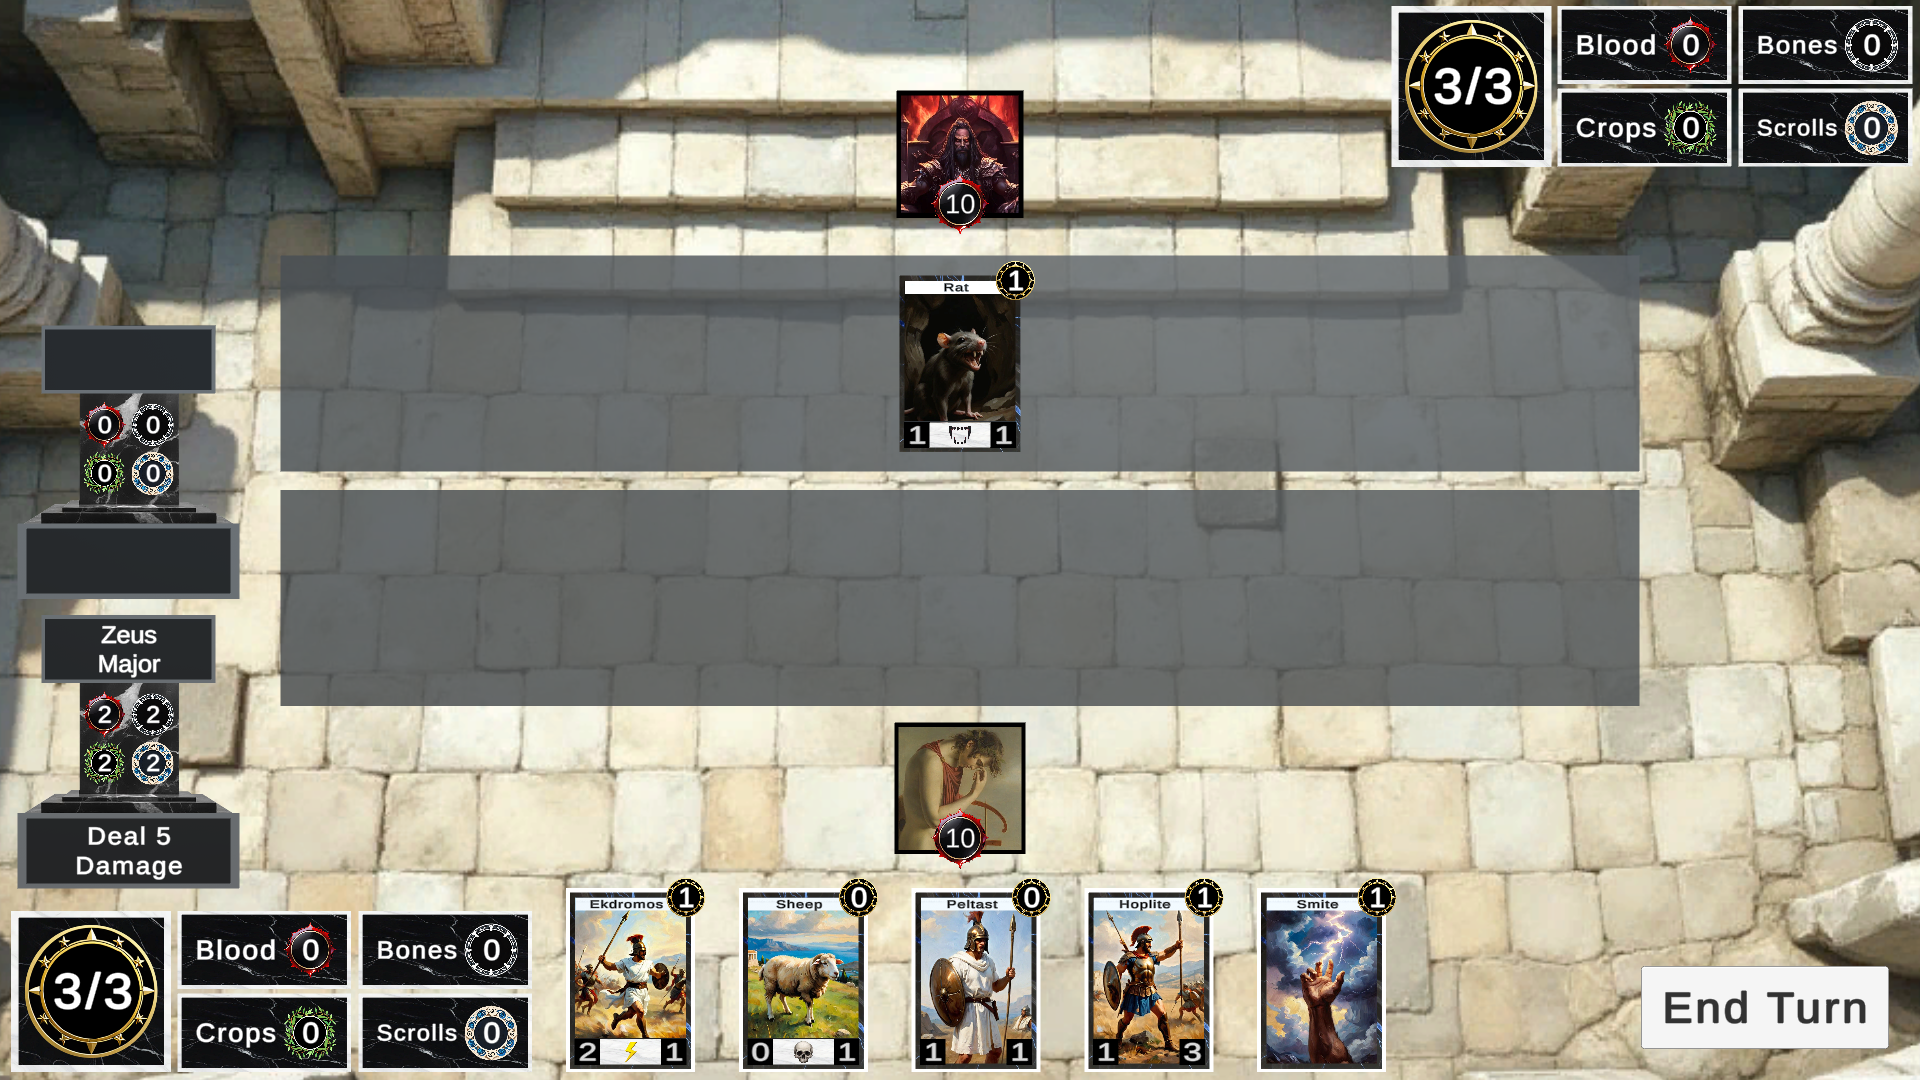 3/3
Blood 0
Bones 0
Crops 0
Scrolls 0
10
Rat 1
1 1
0 0
0 0
Zeus
Major
2 2
2 2
Deal 5
Damage
10
3/3
Blood 0
Bones 0
Crops 0
Scrolls 0
Ekdromos 1
2 1
Sheep 0
0 1
Peltast 0
1 1
Hoplite 1
1 3
Smite 1
End Turn